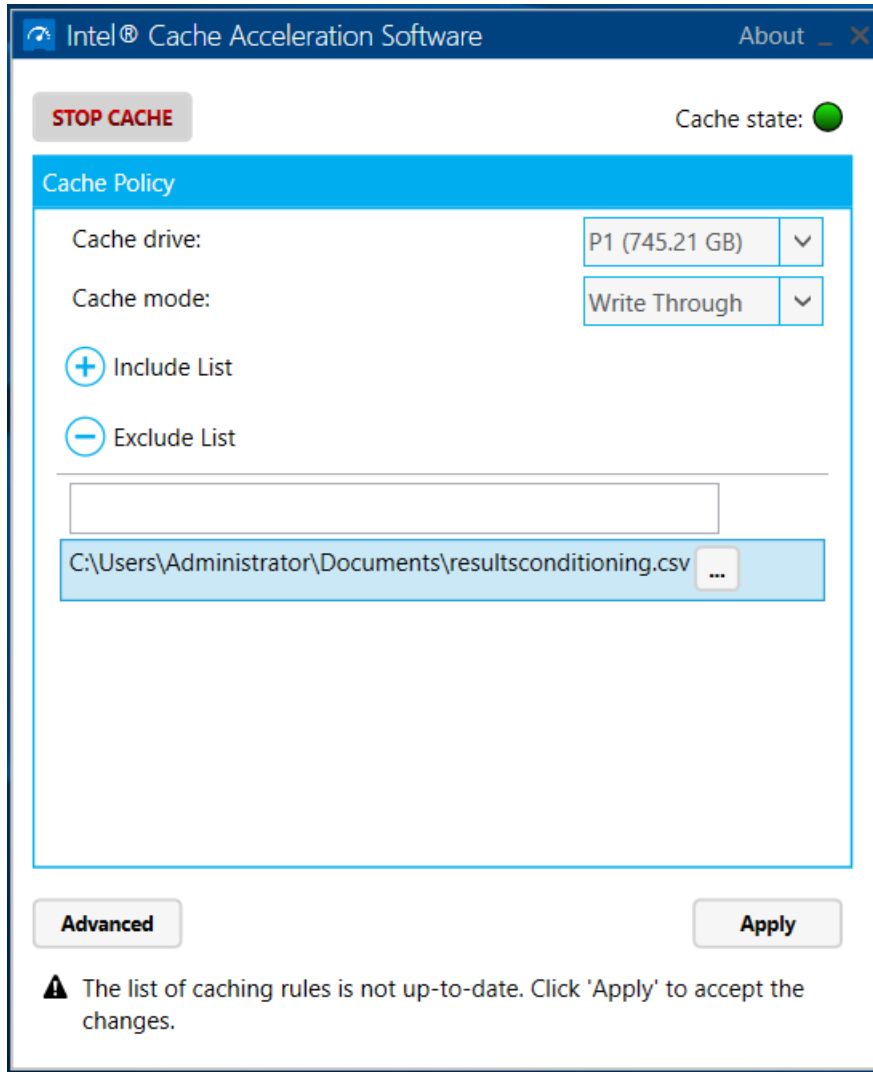 Intel® Cache Acceleration Software About
STOP CACHE Cache state:
Cache Policy
Cache drive: P1 (745.21 GB)
Cache mode: Write Through
Include List
Exclude List
C:\Users\Administrator\Documents\resultsconditioning.csv ...
Advanced Apply
The list of caching rules is not up-to-date. Click 'Apply' to accept the
changes.